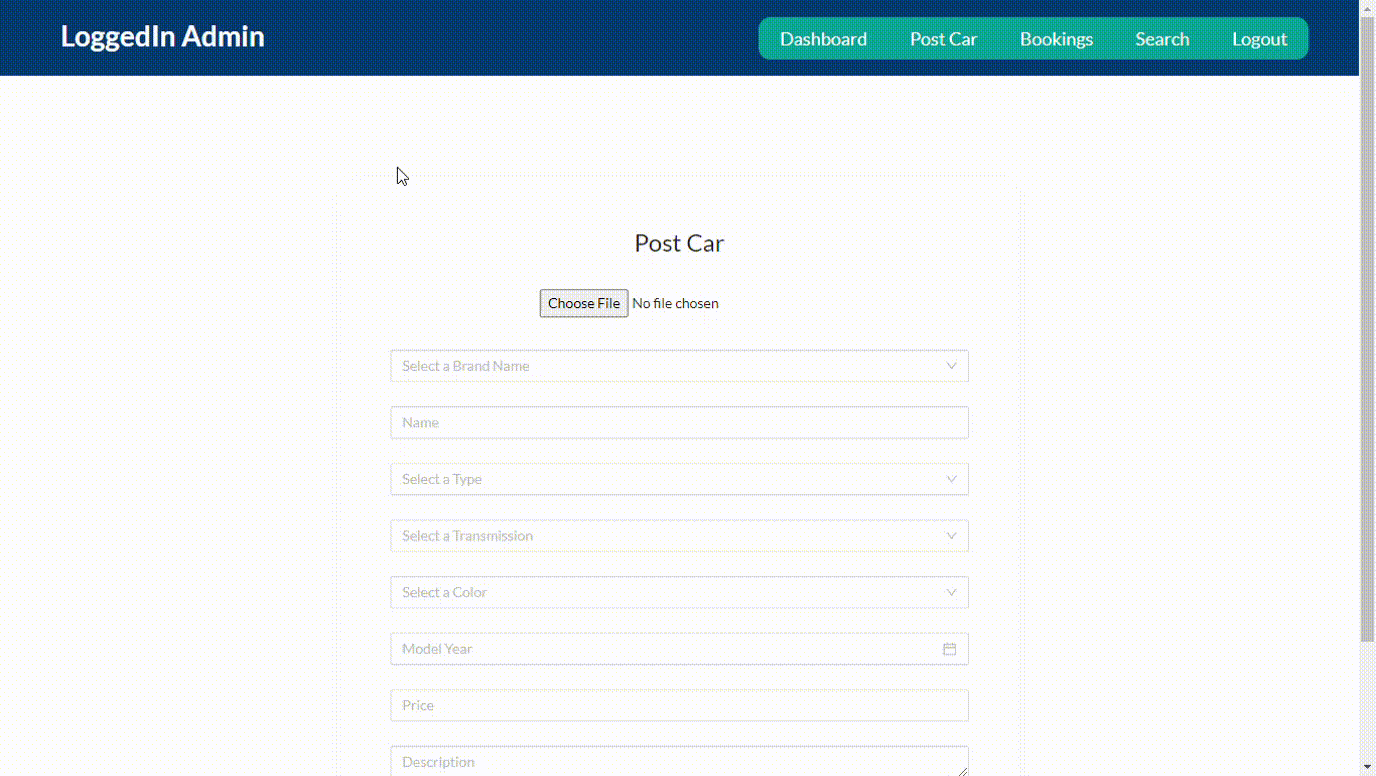 LoggedIn Admin
Dashboard Post Car Bookings Search Logout
Post Car
Choose File No file chosen
Select a Brand Name
Name
Select a Type
Select a Transmission
Select a Color
Model Year
Price
Description